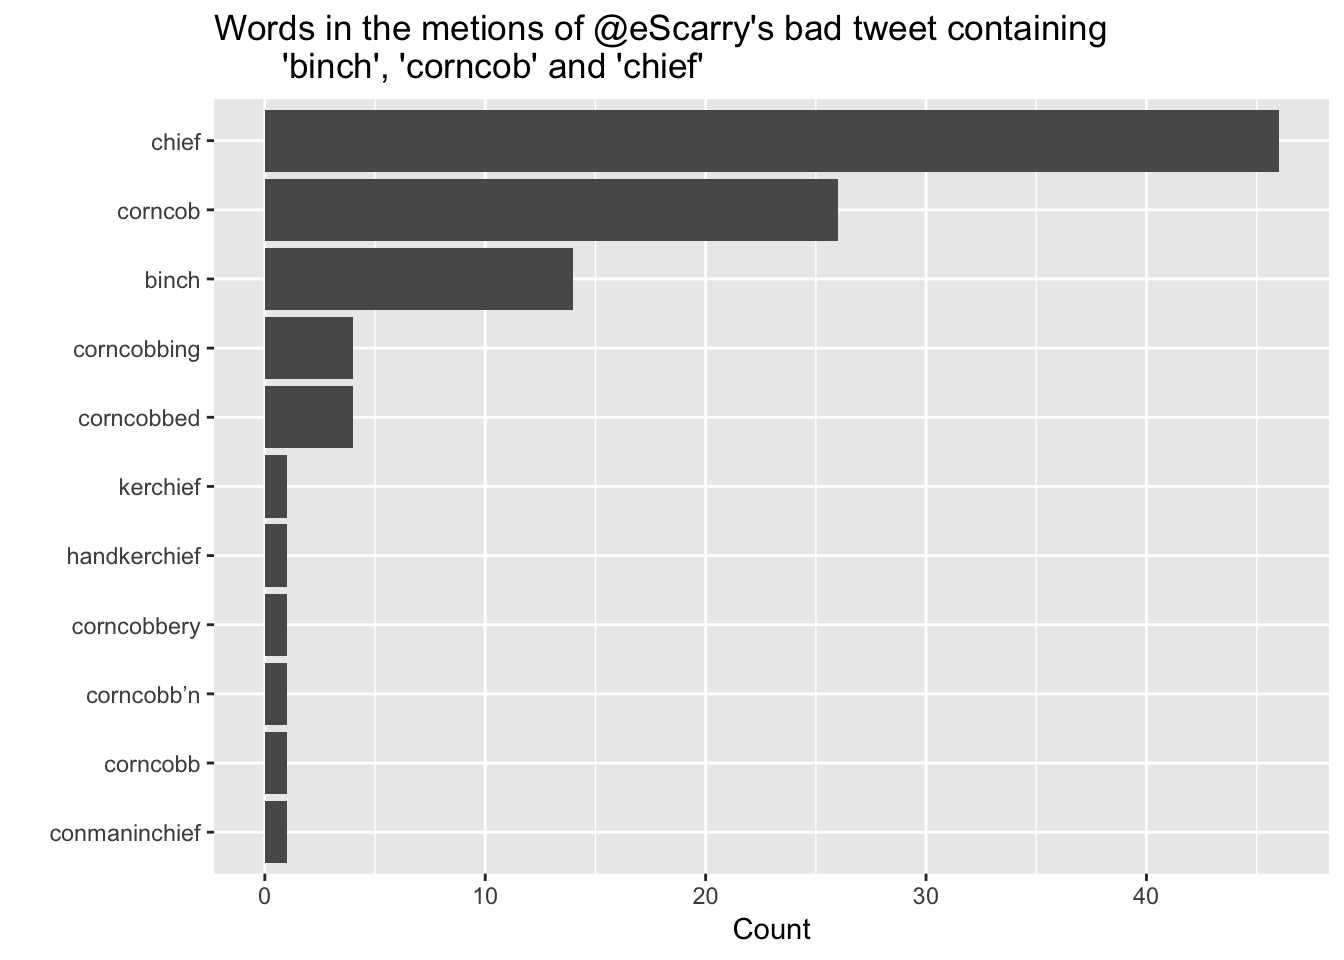 Words in the metions of @eScarry's bad tweet containing
'binch', 'corncob' and 'chief'
chief
corncob
binch
corncobbing
corncobbed
kerchief
handkerchief
corncobbery
corncobb’n
corncobb
conmaninchief
0 10 20 30 40
Count